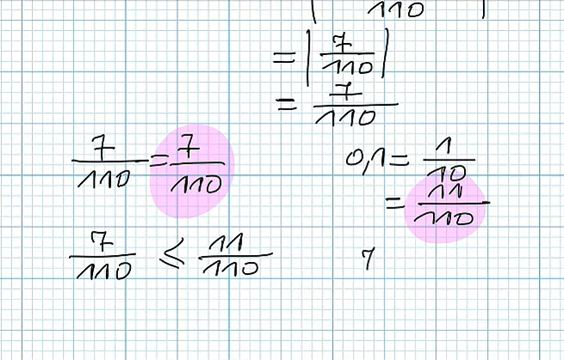 | 110 |
= | 7/110 |
= 7/110
7/110 = 7/110
0,1 = 1/10
= 11/110
7/110 ≤ 11/110
7